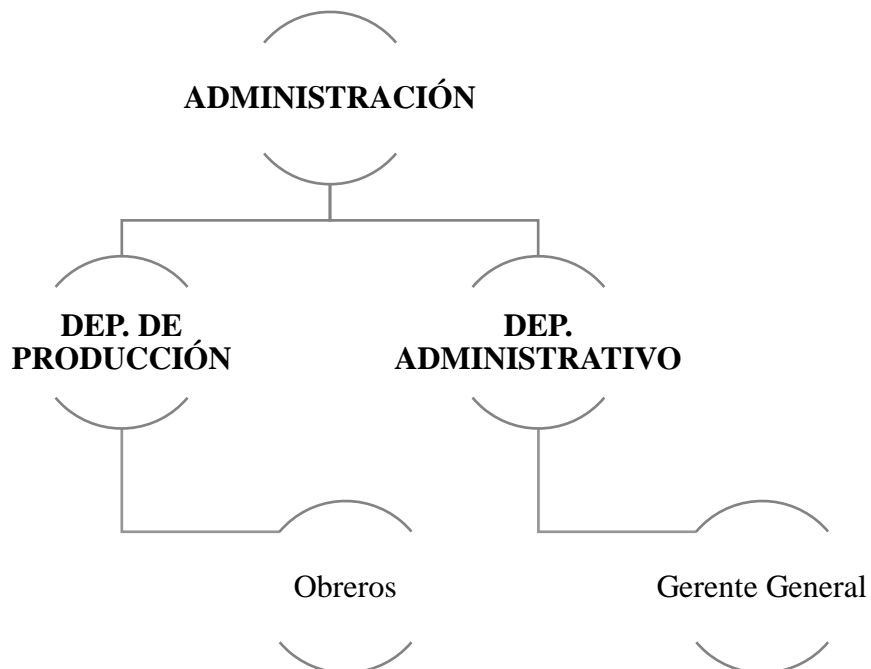 ADMINISTRACIÓN
DEP. DE
PRODUCCIÓN
DEP.
ADMINISTRATIVO
Obreros
Gerente General